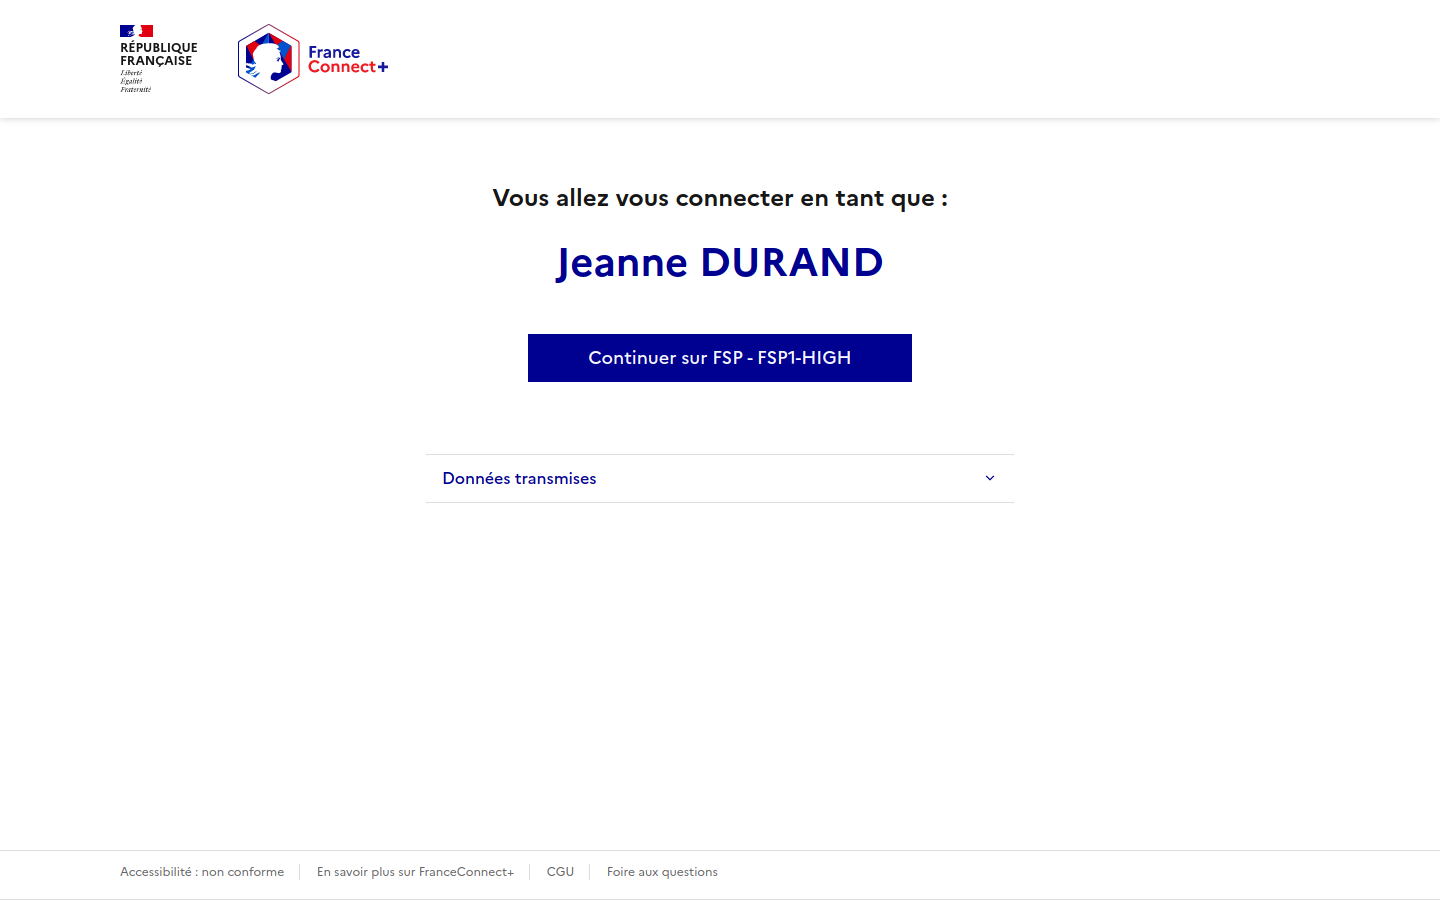 RÉPUBLIQUE
FRANÇAISE
Liberté
Égalité
Fraternité
France
Connect+
Vous allez vous connecter en tant que :
Jeanne DURAND
Continuer sur FSP - FSP1-HIGH
Données transmises
Accessibilité : non conforme
En savoir plus sur FranceConnect+
CGU
Foire aux questions